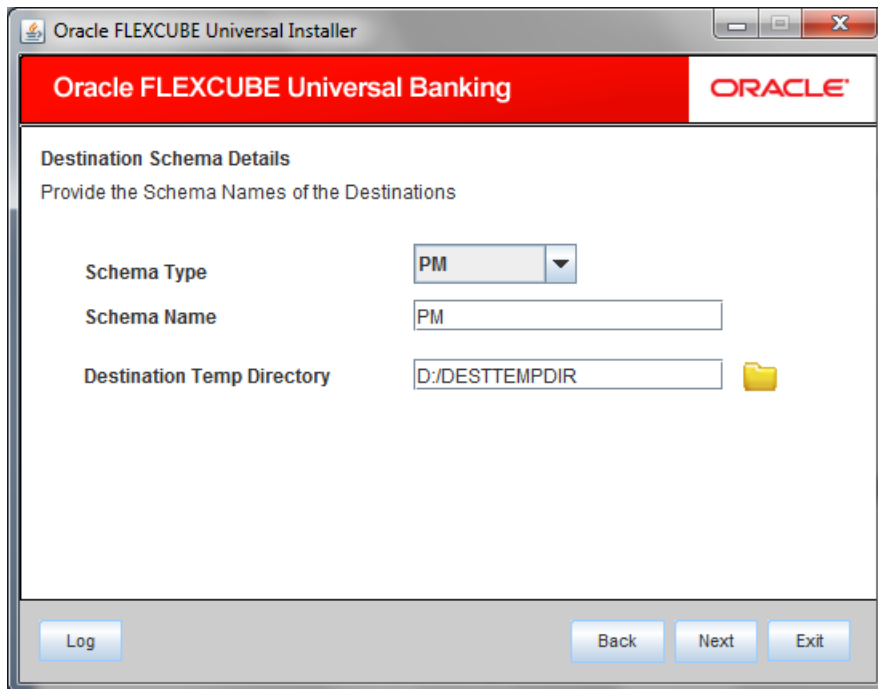 Oracle FLEXCUBE Universal Installer
Oracle FLEXCUBE Universal Banking
ORACLE
Destination Schema Details
Provide the Schema Names of the Destinations
Schema Type PM
Schema Name PM
Destination Temp Directory D:/DESTTEMPDIR
Log Back Next Exit